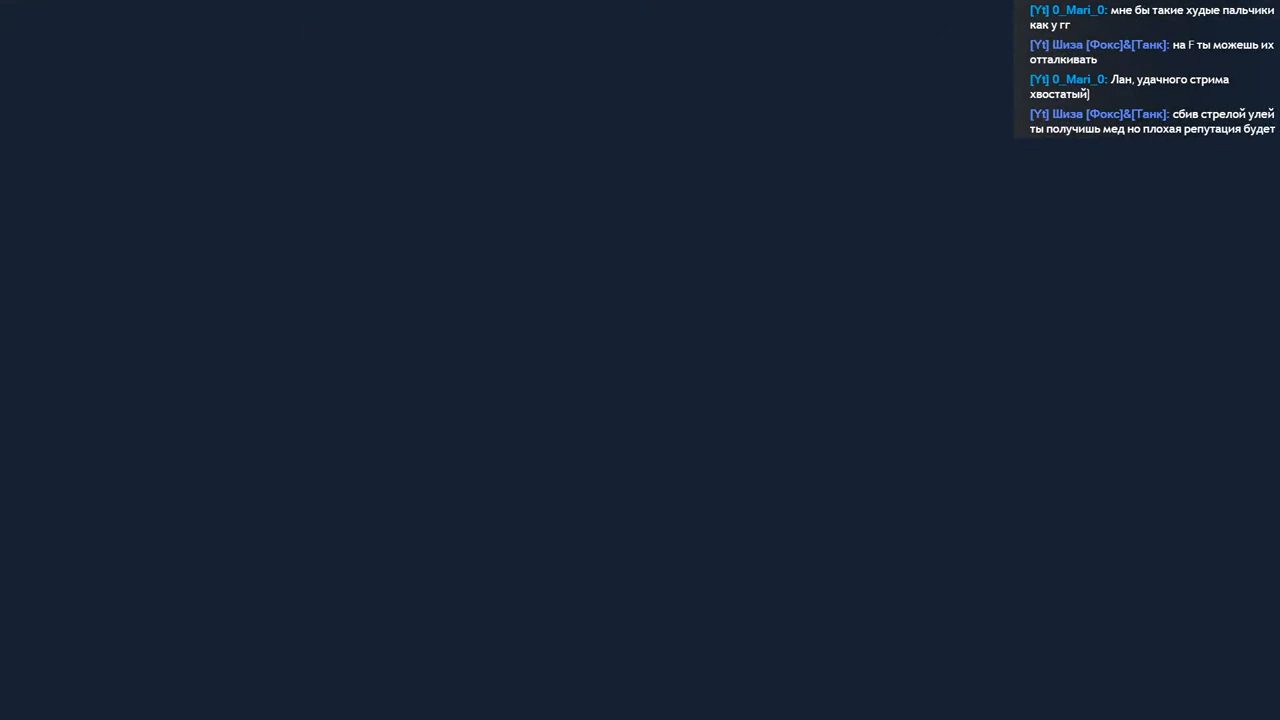 [Yt] 0_Mari_0: мне бы такие худые пальчики
как у гг
[Yt] Шиза [Фокс]&[Танк]: на F ты можешь их
отталкивать
[Yt] 0_Mari_0: Лан, удачного стрима
хвостатый)
[Yt] Шиза [Фокс]&[Танк]: сбив стрелой улей
ты получишь мед но плохая репутация будет